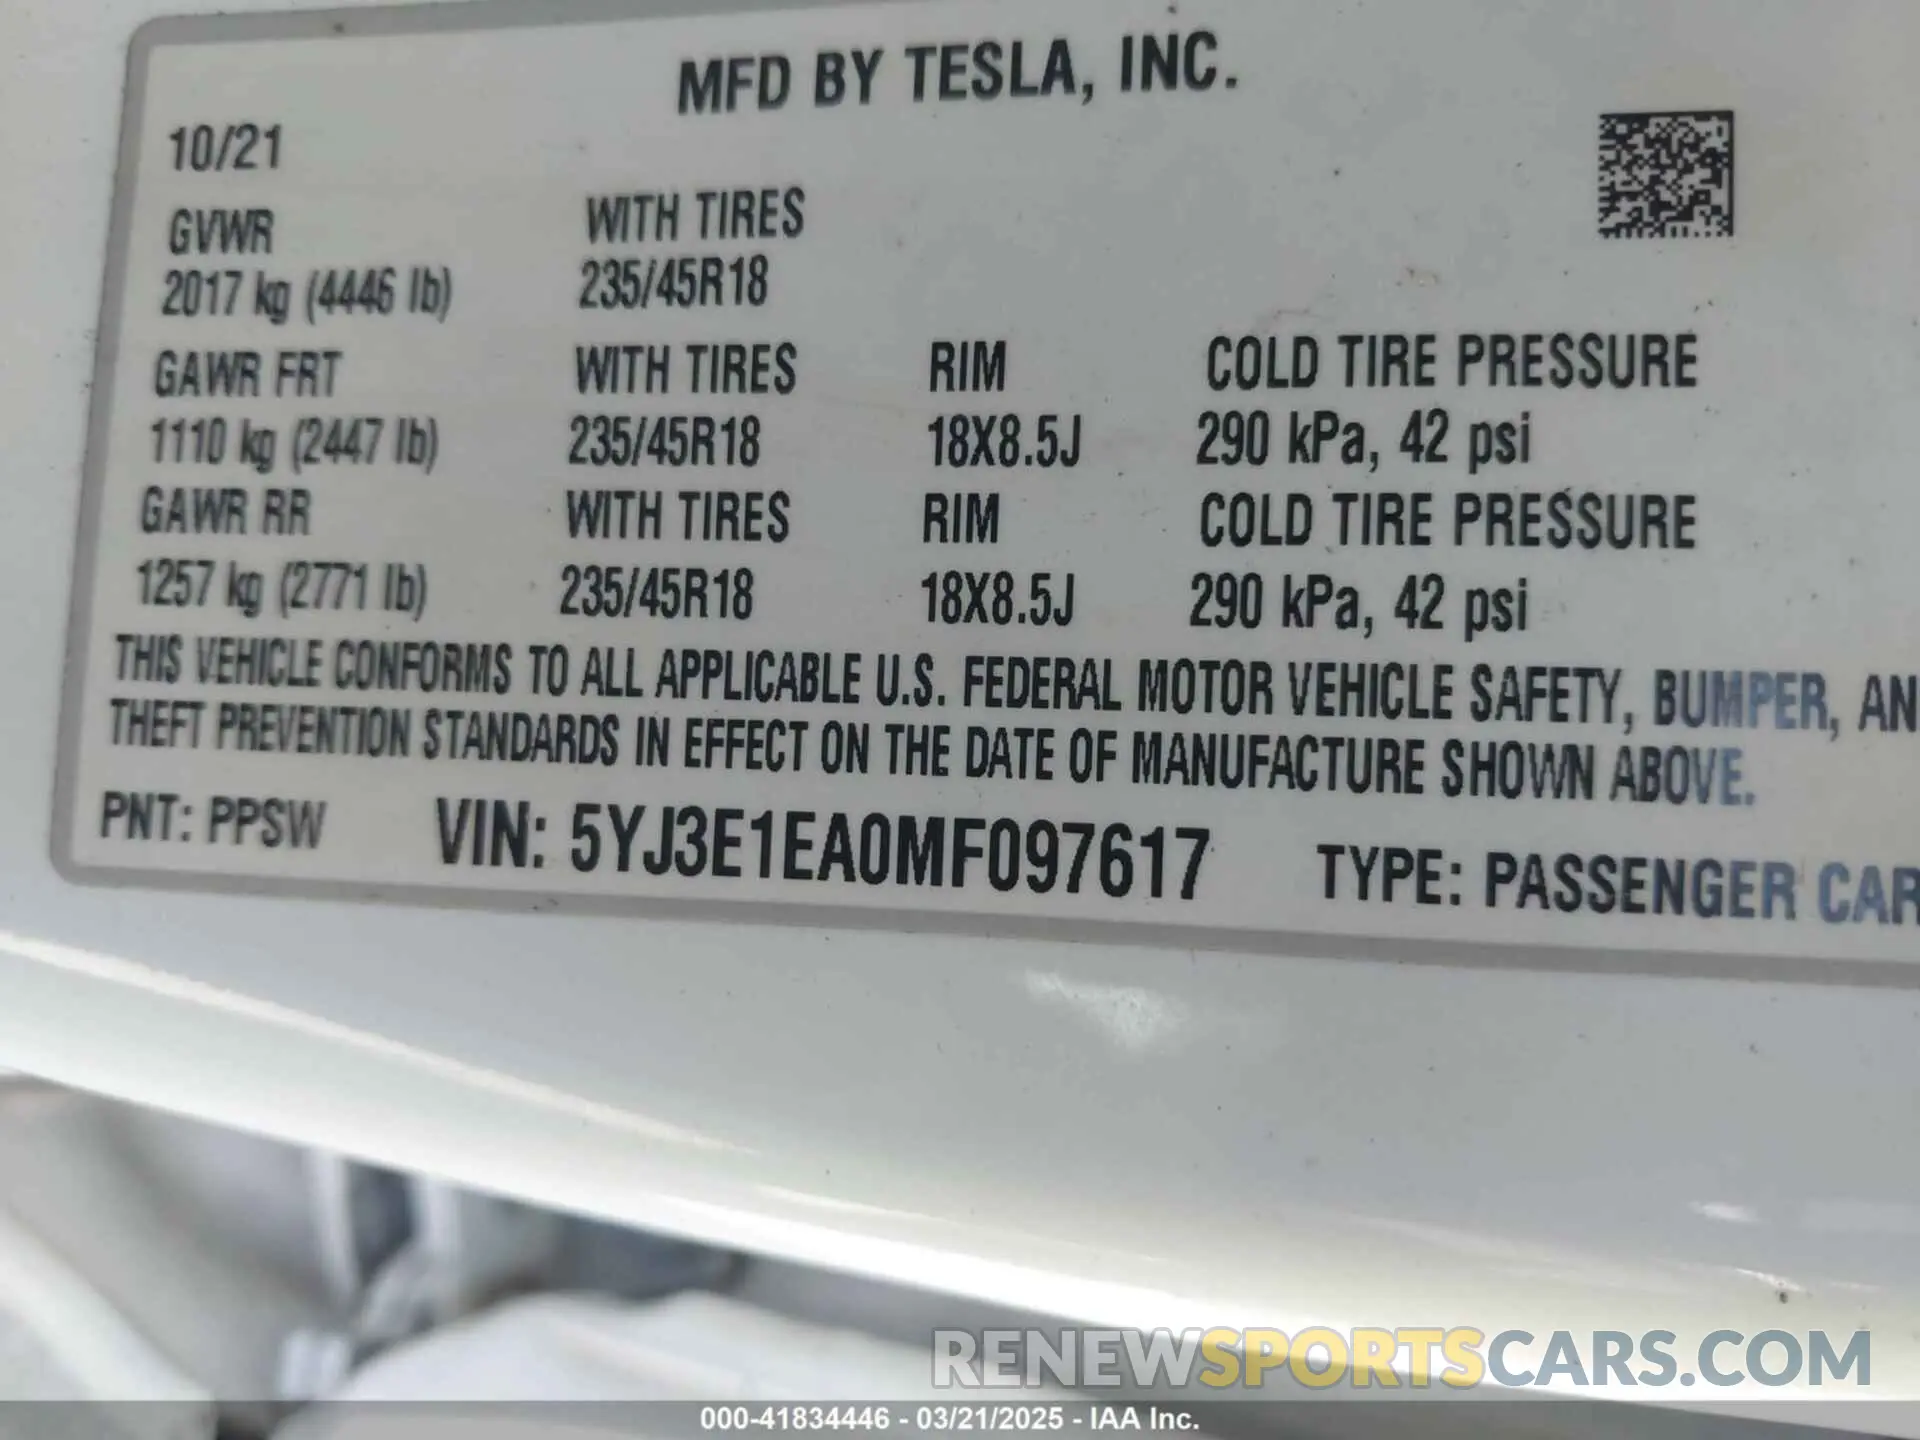 MFD BY TESLA, INC.
10/21
GVWR WITH TIRES
2017 kg (4446 lb) 235/45R18
GAWR FRT WITH TIRES RIM COLD TIRE PRESSURE
1110 kg (2447 lb) 235/45R18 18X8.5J 290 kPa, 42 psi
GAWR RR WITH TIRES RIM COLD TIRE PRESSURE
1257 kg (2771 lb) 235/45R18 18X8.5J 290 kPa, 42 psi
THIS VEHICLE CONFORMS TO ALL APPLICABLE U.S. FEDERAL MOTOR VEHICLE SAFETY, BUMPER, AN
THEFT PREVENTION STANDARDS IN EFFECT ON THE DATE OF MANUFACTURE SHOWN ABOVE.
PNT: PPSW VIN: 5YJ3E1EA0MF097617 TYPE: PASSENGER CAR
RENEWSPORTSCARS.COM
000-41834446 - 03/21/2025 - IAA Inc.